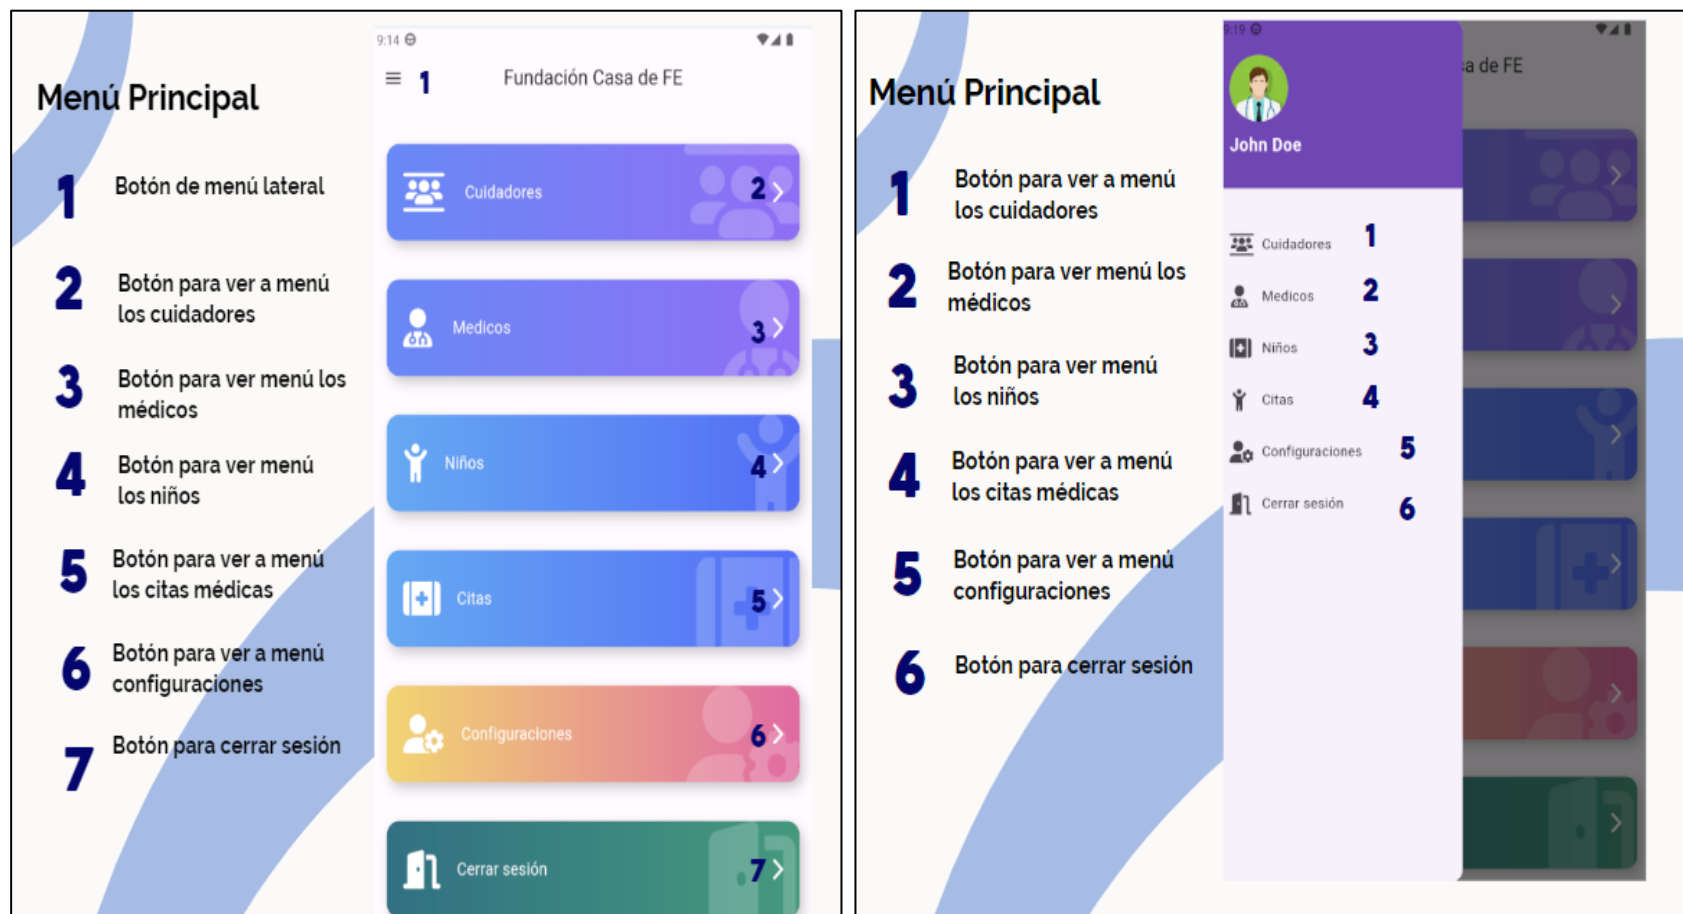 Menú Principal
1
Botón de menú lateral
2
Botón para ver a menú
los cuidadores
3
Botón para ver menú los
médicos
4
Botón para ver menú
los niños
5
Botón para ver a menú
los citas médicas
6
Botón para ver a menú
configuraciones
7
Botón para cerrar sesión
9:14
1
Fundación Casa de FE
Cuidadores
2
Medicos
3
Niños
4
Citas
5
Configuraciones
6
Cerrar sesión
7
Menú Principal
1
Botón para ver a menú
los cuidadores
2
Botón para ver menú los
médicos
3
Botón para ver menú
los niños
4
Botón para ver a menú
los citas médicas
5
Botón para ver a menú
configuraciones
6
Botón para cerrar sesión
9:19
sa de FE
John Doe
Cuidadores 1
Medicos 2
Niños 3
Citas 4
Configuraciones 5
Cerrar sesión 6